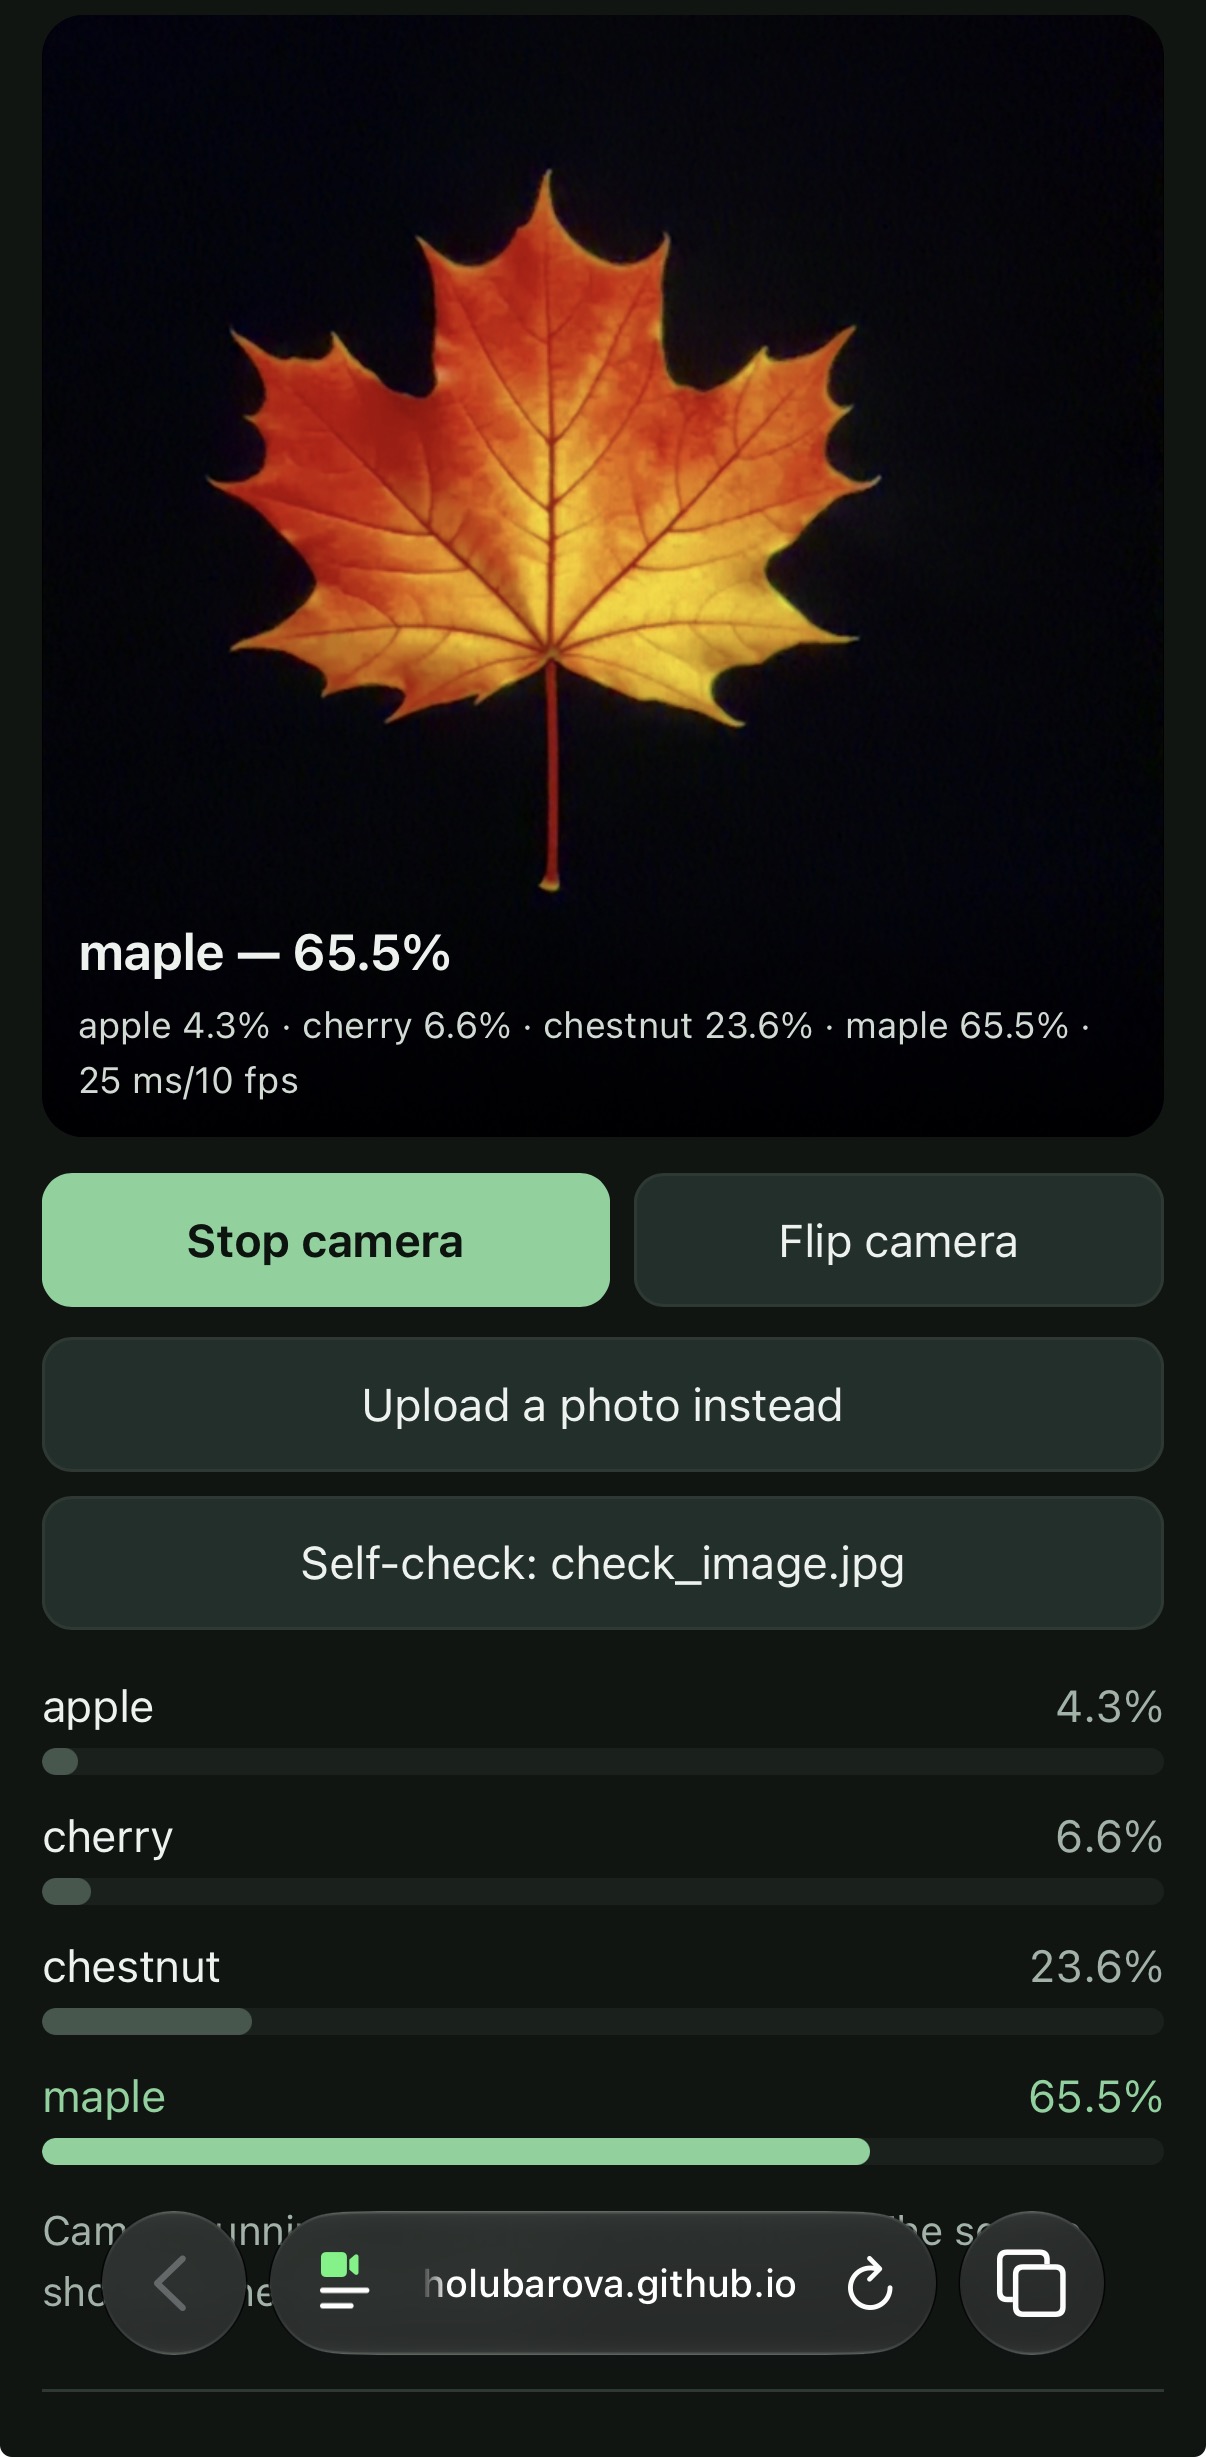 maple — 65.5%
apple 4.3% · cherry 6.6% · chestnut 23.6% · maple 65.5% ·
25 ms/10 fps
Stop camera
Flip camera
Upload a photo instead
Self-check: check_image.jpg
apple 4.3%
cherry 6.6%
chestnut 23.6%
maple 65.5%
holubarova.github.io